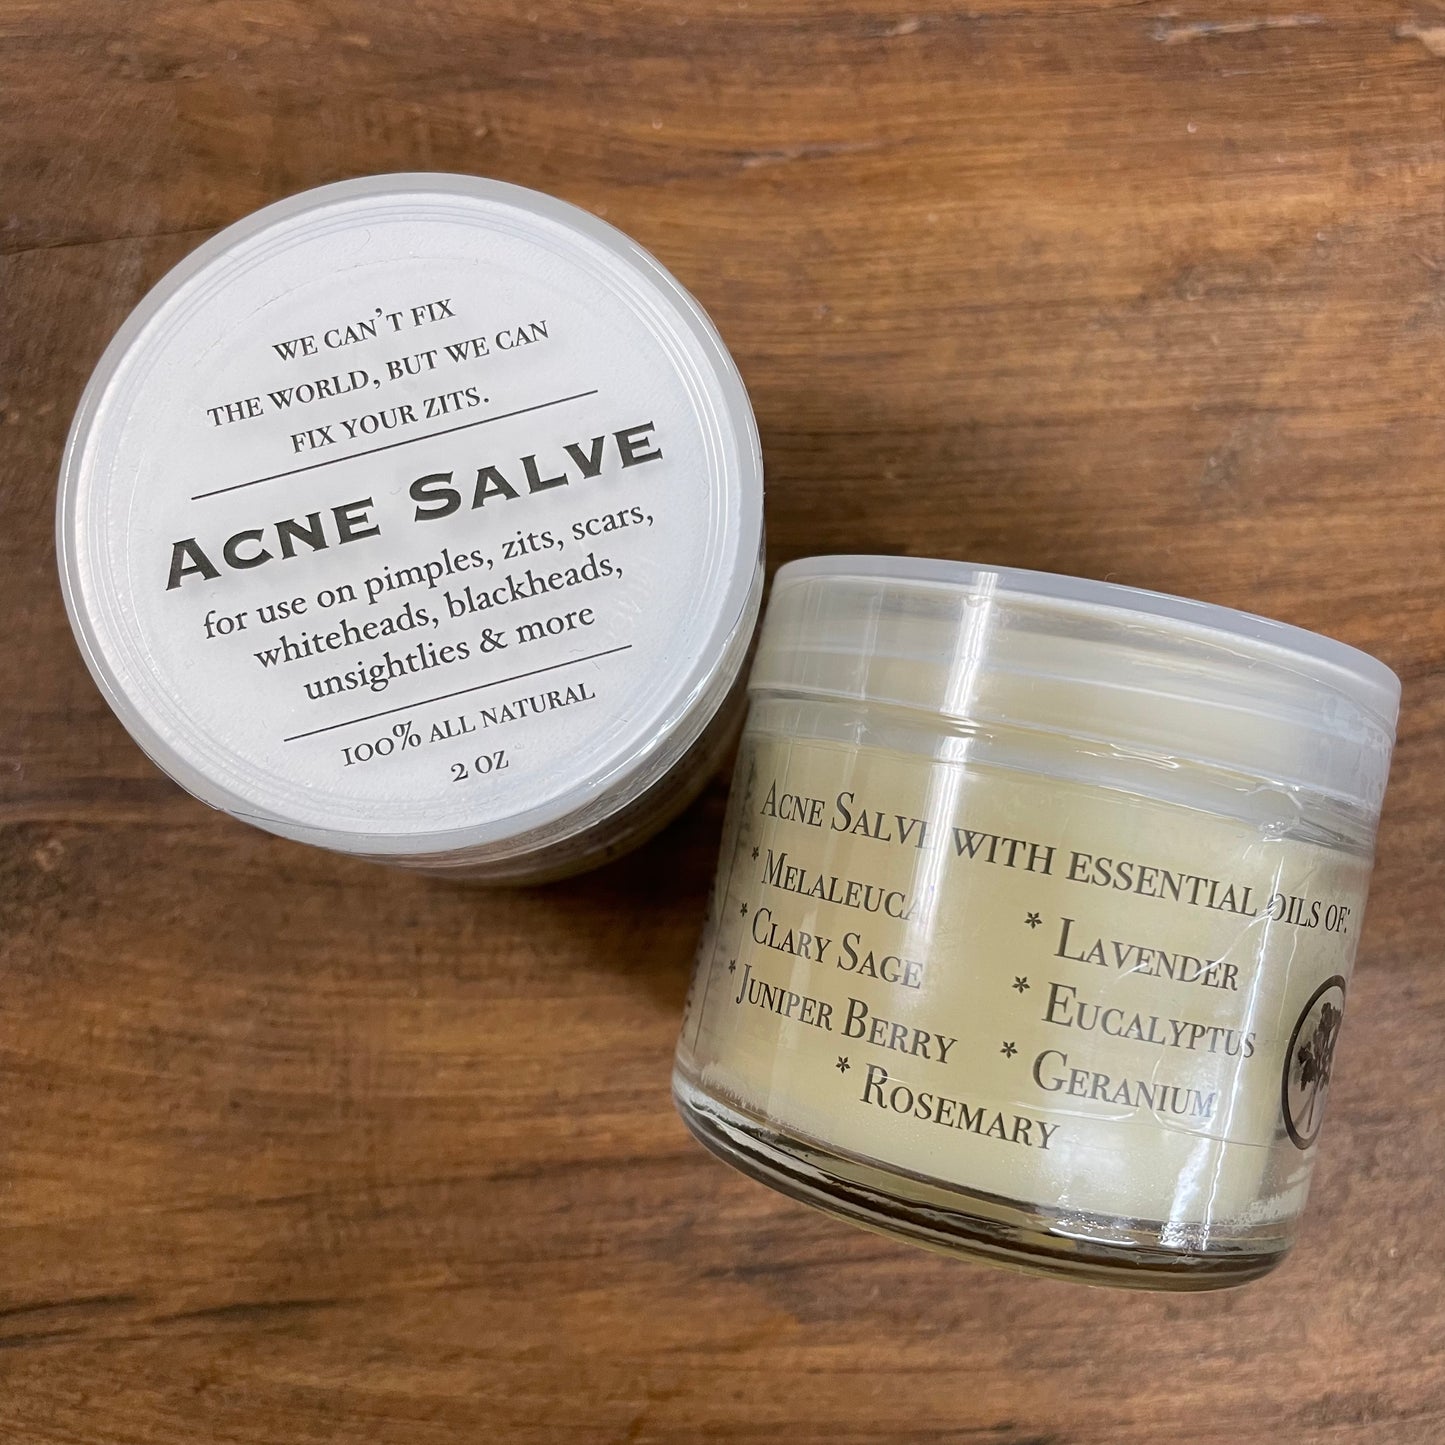 WE CAN'T FIX
THE WORLD, BUT WE CAN
FIX YOUR ZITS.
ACNE SALVE
for use on pimples, zits, scars,
whiteheads, blackheads,
unsightlies & more
100% ALL NATURAL
2 OZ
ACNE SALVE WITH ESSENTIAL OILS OF:
* MELALEUCA * LAVENDER
* CLARY SAGE * EUCALYPTUS
* JUNIPER BERRY * GERANIUM
* ROSEMARY